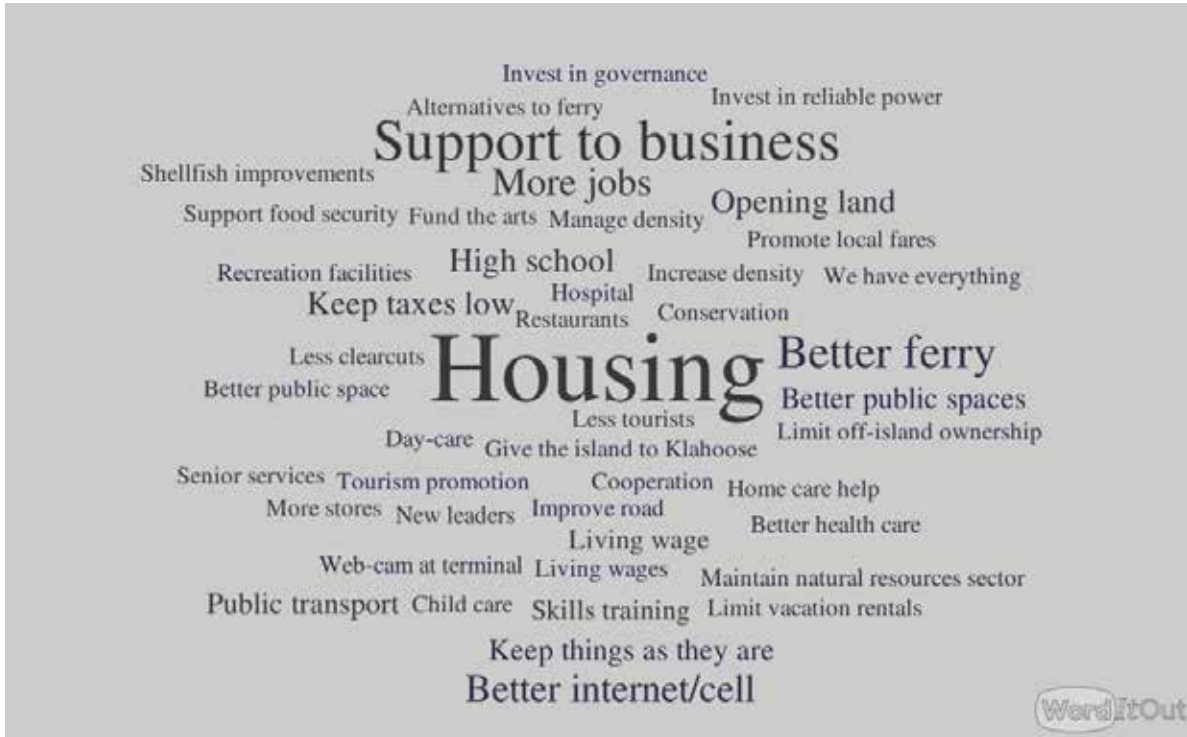 Invest in governance
Invest in reliable power
Alternatives to ferry
Support to business
Shellfish improvements
More jobs
Opening land
Support food security
Fund the arts
Manage density
Promote local fares
High school
Recreation facilities
Increase density
We have everything
Hospital
Keep taxes low
Restaurants
Conservation
Less clearcuts
Housing
Better ferry
Better public space
Better public spaces
Less tourists
Limit off-island ownership
Day-care
Give the island to Klahoose
Senior services
Tourism promotion
Cooperation
Home care help
More stores
New leaders
Improve road
Better health care
Living wage
Web-cam at terminal
Living wages
Maintain natural resources sector
Public transport
Child care
Skills training
Limit vacation rentals
Keep things as they are
Better internet/cell
WordItOut